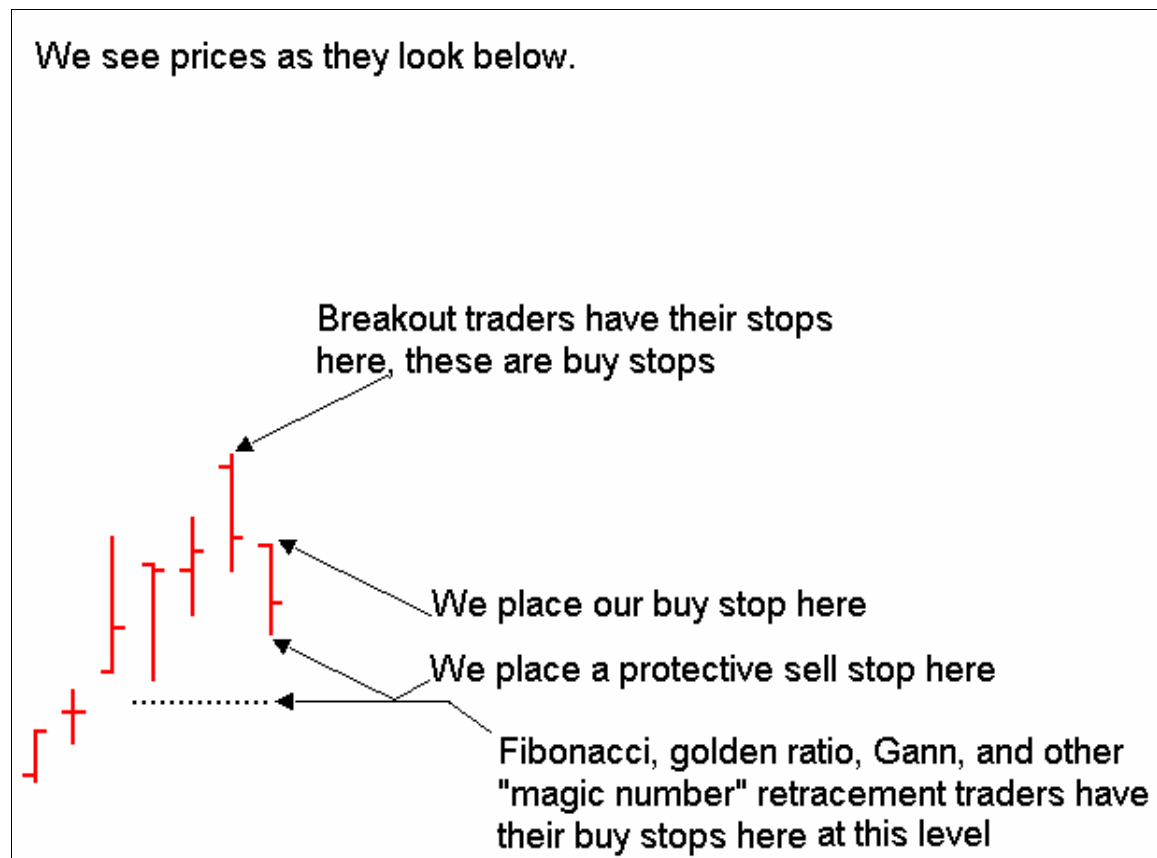 We see prices as they look below.
Breakout traders have their stops
here, these are buy stops
We place our buy stop here
We place a protective sell stop here
Fibonacci, golden ratio, Gann, and other
"magic number" retracement traders have
their buy stops here at this level